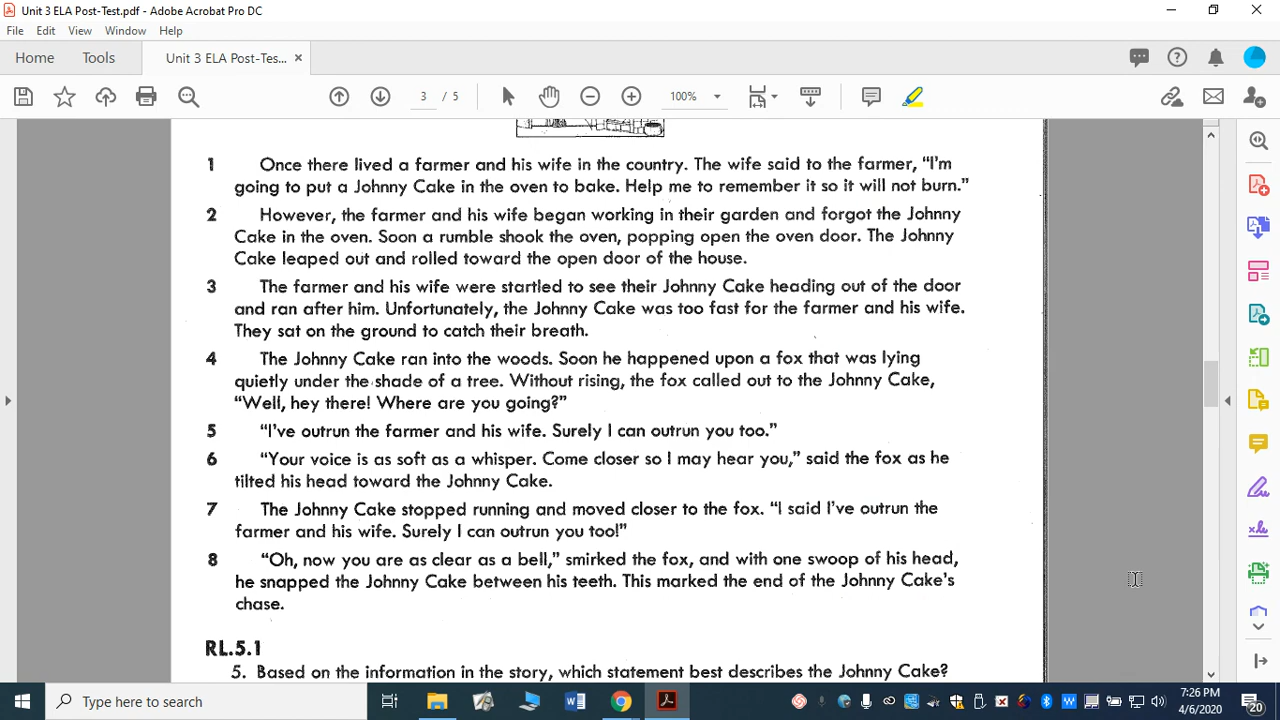 Unit 3 ELA Post-Test.pdf - Adobe Acrobat Pro DC
File Edit View Window Help
Home Tools Unit 3 ELA Post-Tes... ×
3 / 5 100%
1 Once there lived a farmer and his wife in the country. The wife said to the farmer, “I’m
going to put a Johnny Cake in the oven to bake. Help me to remember it so it will not burn.”
2 However, the farmer and his wife began working in their garden and forgot the Johnny
Cake in the oven. Soon a rumble shook the oven, popping open the oven door. The Johnny
Cake leaped out and rolled toward the open door of the house.
3 The farmer and his wife were startled to see their Johnny Cake heading out of the door
and ran after him. Unfortunately, the Johnny Cake was too fast for the farmer and his wife.
They sat on the ground to catch their breath.
4 The Johnny Cake ran into the woods. Soon he happened upon a fox that was lying
quietly under the shade of a tree. Without rising, the fox called out to the Johnny Cake,
“Well, hey there! Where are you going?”
5 “I’ve outrun the farmer and his wife. Surely I can outrun you too.”
6 “Your voice is as soft as a whisper. Come closer so I may hear you,” said the fox as he
tilted his head toward the Johnny Cake.
7 The Johnny Cake stopped running and moved closer to the fox. “I said I’ve outrun the
farmer and his wife. Surely I can outrun you too!”
8 “Oh, now you are as clear as a bell,” smirked the fox, and with one swoop of his head,
he snapped the Johnny Cake between his teeth. This marked the end of the Johnny Cake’s
chase.
RL.5.1
5. Based on the information in the story, which statement best describes the Johnny Cake?
Type here to search
7:26 PM
4/6/2020
20